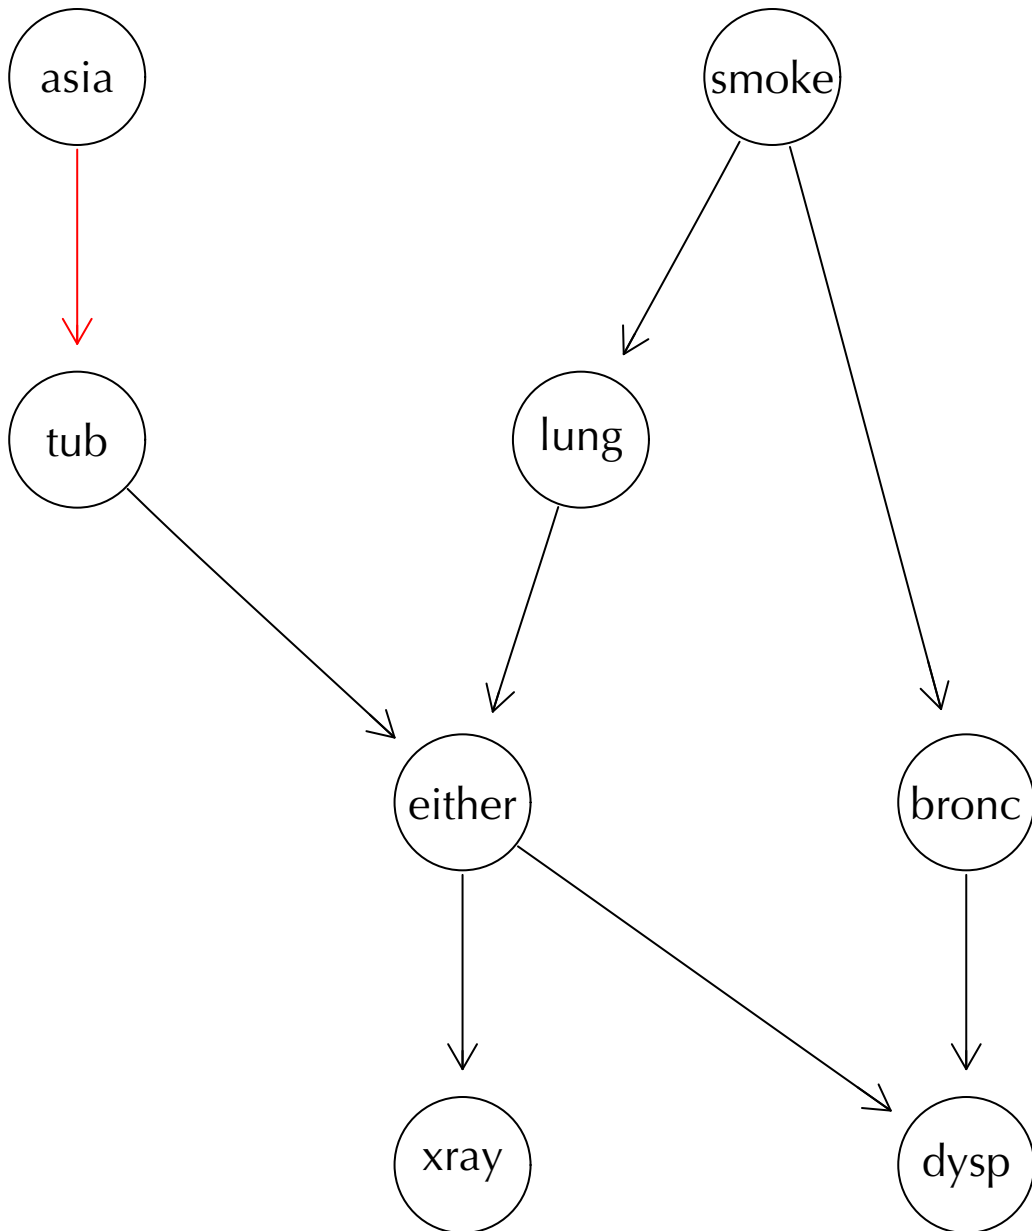 asia
smoke
tub
lung
either
bronc
xray
dysp